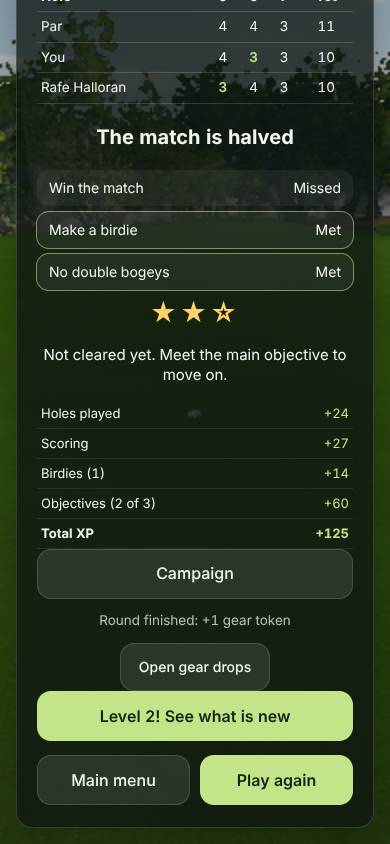 Par 4 4 3 11
You 4 3 3 10
Rafe Halloran 3 4 3 10
The match is halved
Win the match Missed
Make a birdie Met
No double bogeys Met
Not cleared yet. Meet the main objective to
move on.
Holes played +24
Scoring +27
Birdies (1) +14
Objectives (2 of 3) +60
Total XP +125
Campaign
Round finished: +1 gear token
Open gear drops
Level 2! See what is new
Main menu Play again